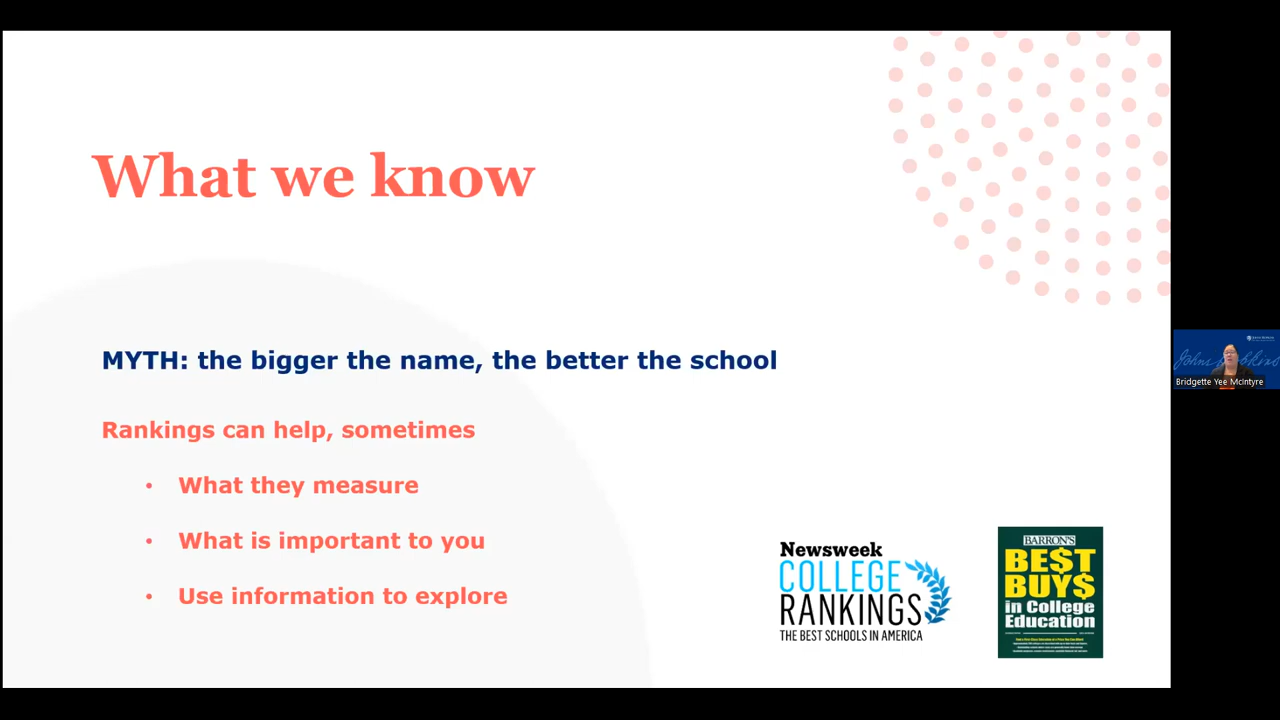 What we know
MYTH: the bigger the name, the better the school
Rankings can help, sometimes
• What they measure
• What is important to you
• Use information to explore
Newsweek
COLLEGE
RANKINGS
THE BEST SCHOOLS IN AMERICA
BARRON'S
BE$T
BUY$
in College
Education
Johns Hopkins
Bridgette Yee McIntyre